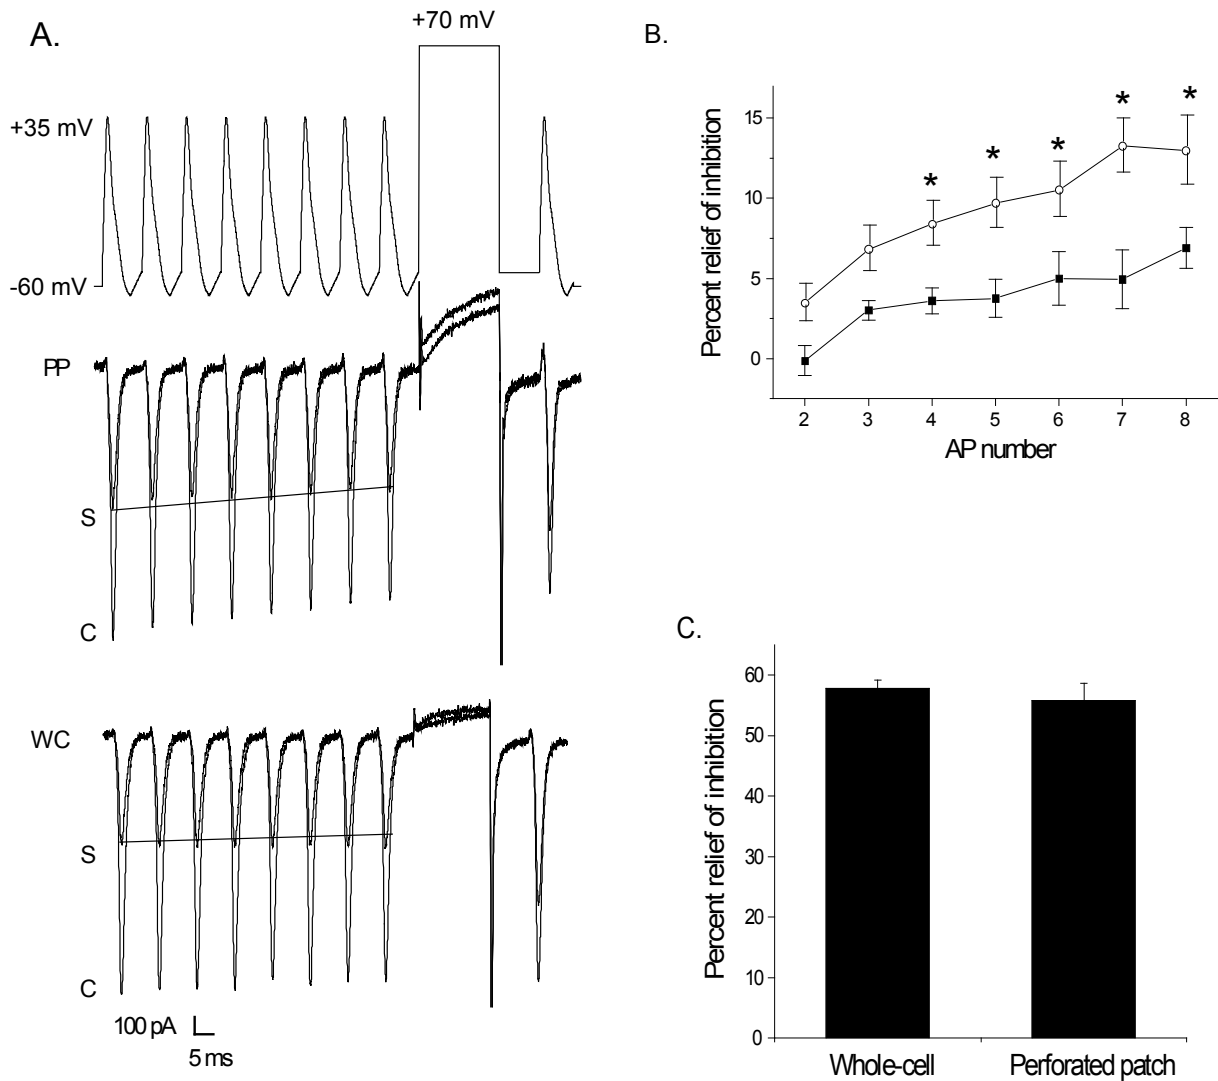 A.
+70 mV
+35 mV
-60 mV
PP
S
C
WC
S
C
100 pA
5 ms
B.
Percent relief of inhibition
15
10
5
0
* * * * *
2 3 4 5 6 7 8
AP number
C.
Percent relief of inhibition
60
50
40
30
20
10
0
Whole-cell Perforated patch